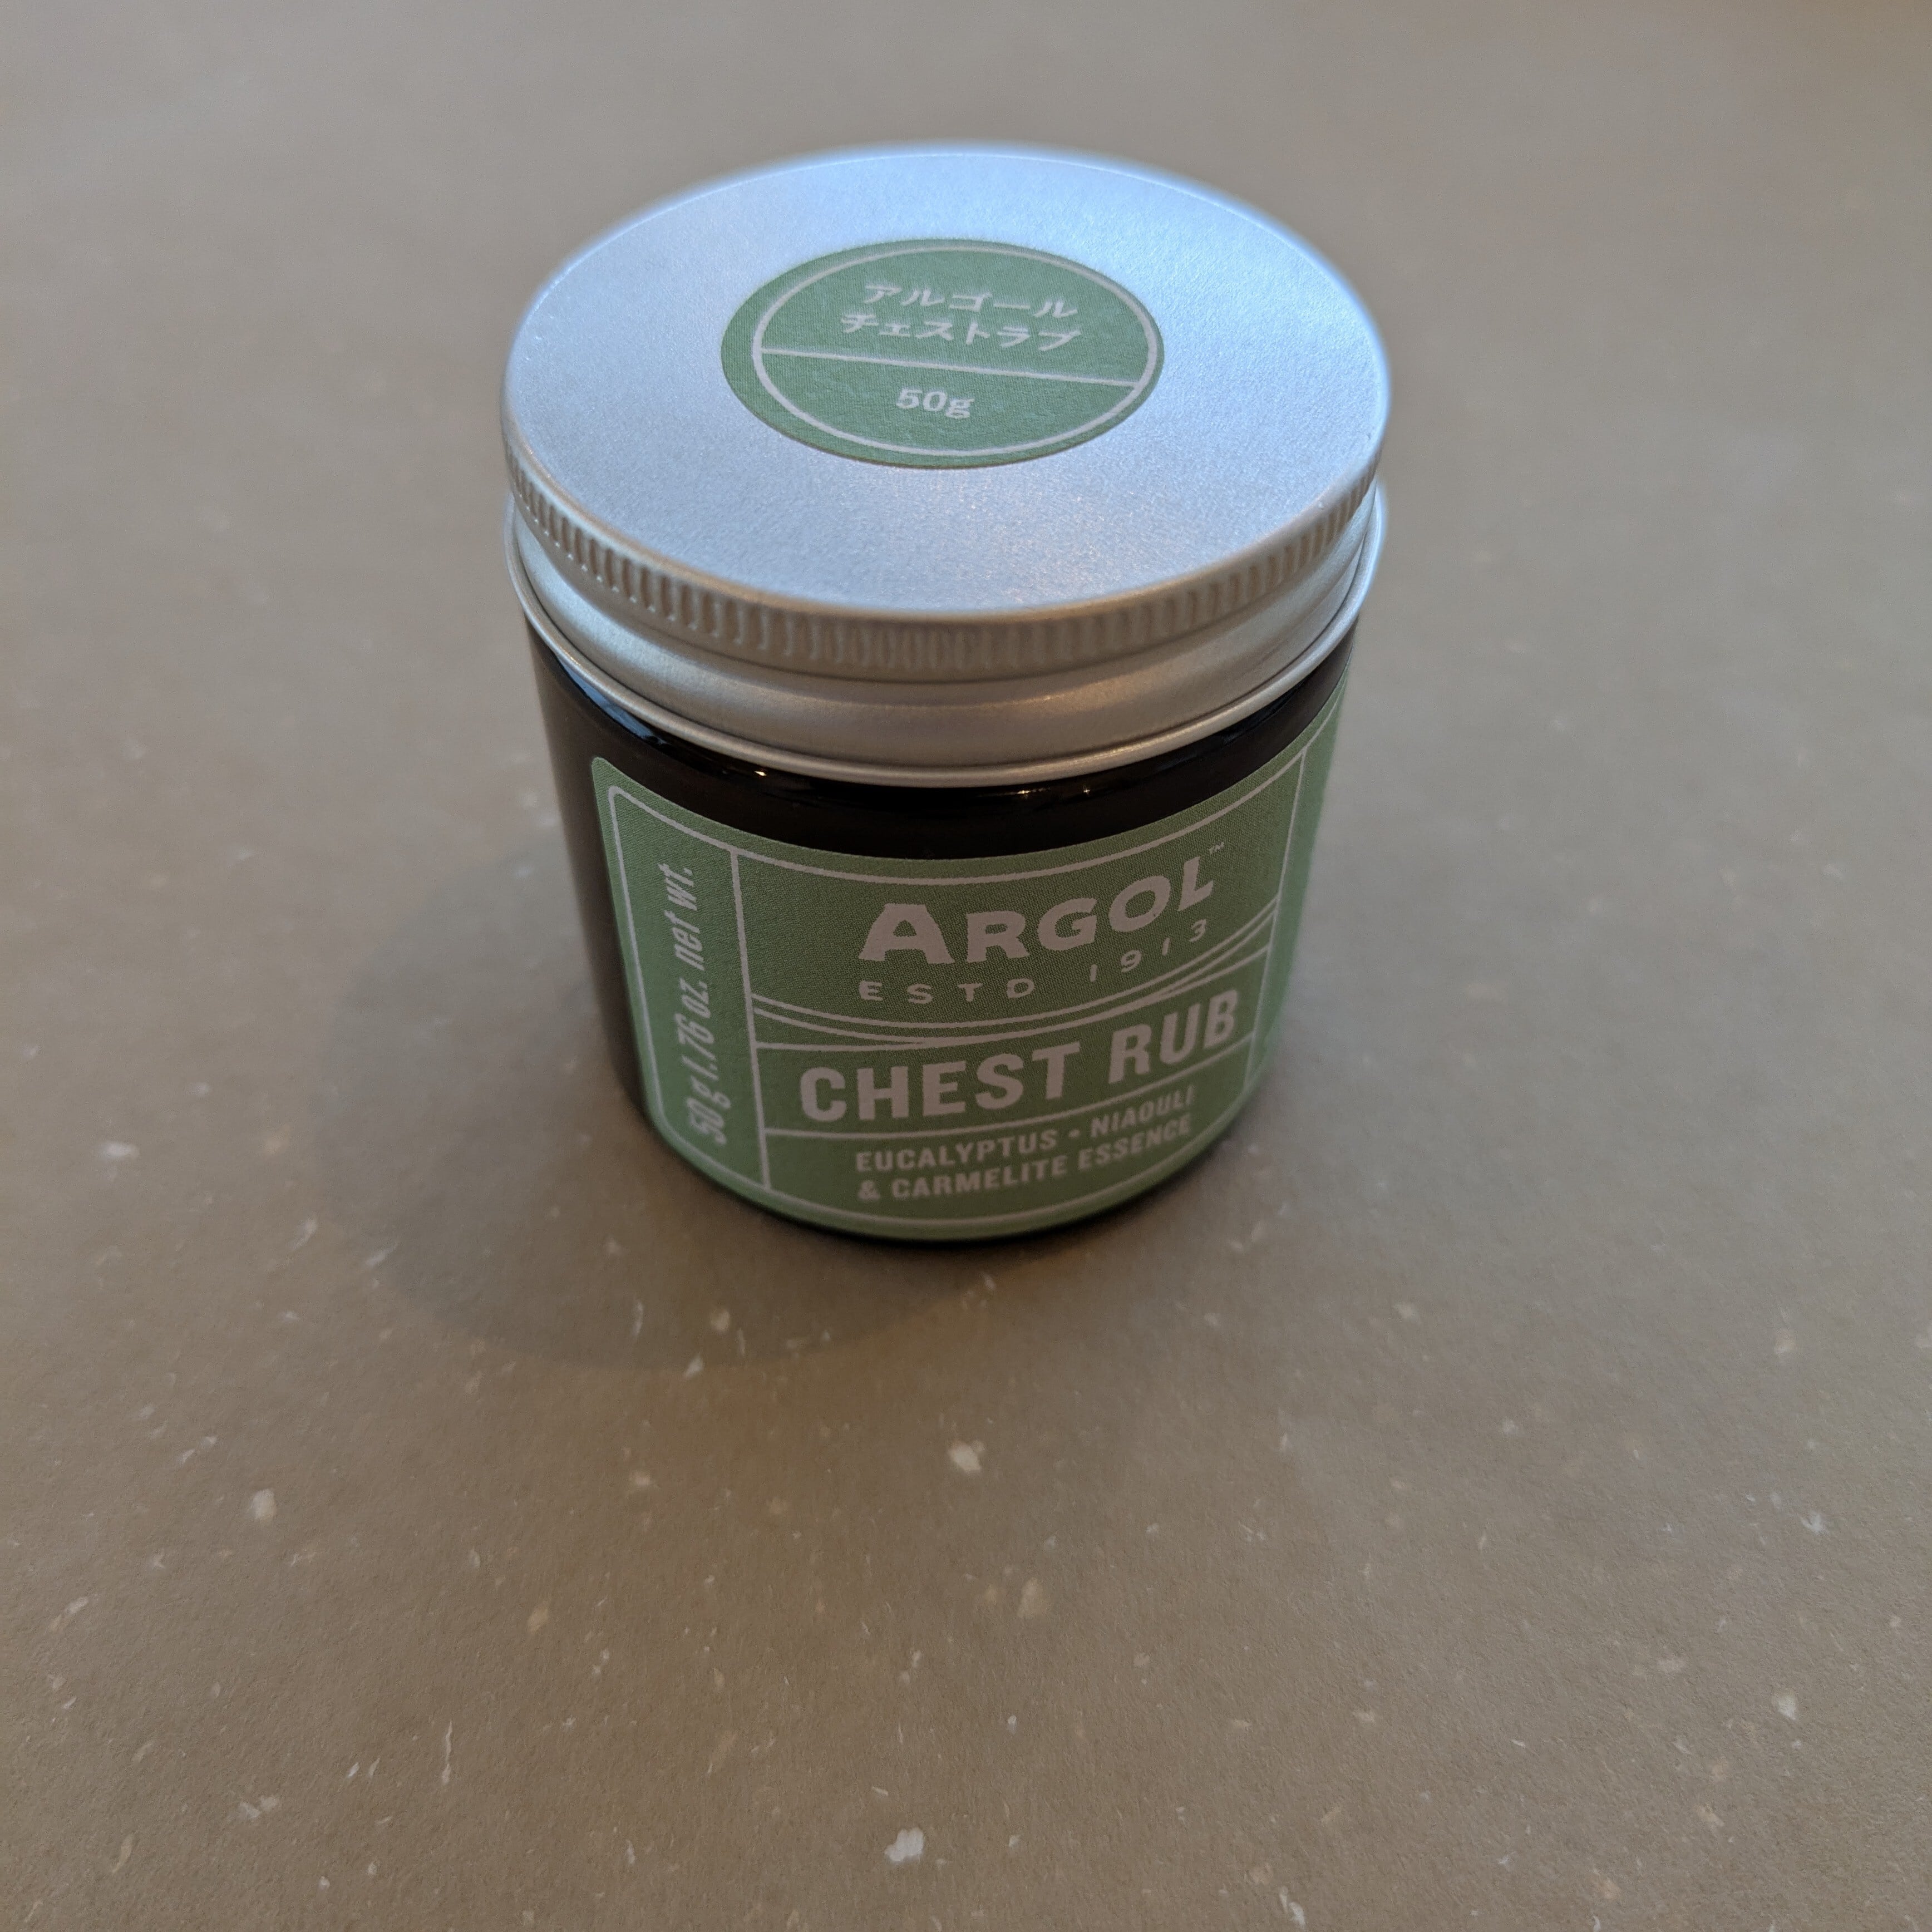 アルゴール
チェストラブ
50g
50 g 1.76 oz. net wt.
ARGOL™
ESTD 1913
CHEST RUB
EUCALYPTUS • NIAOULI
& CARMELITE ESSENCE